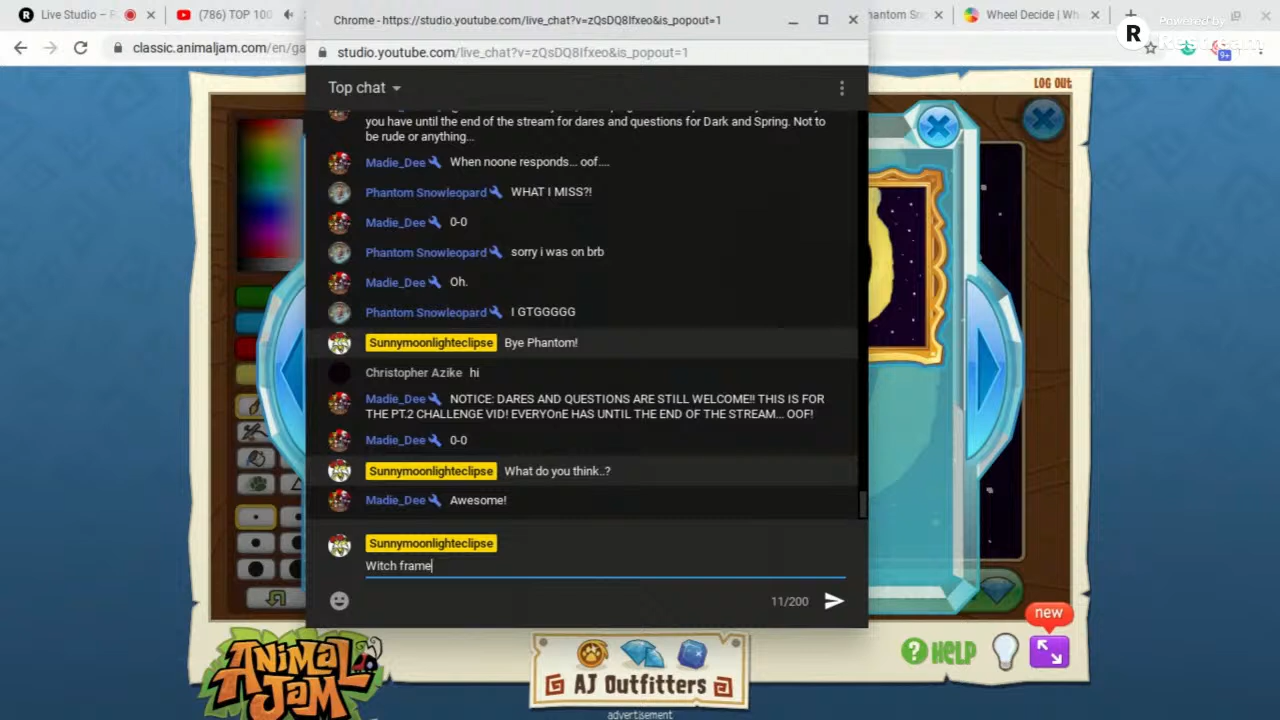 Live Studio – R
(786) TOP 100
Chrome - https://studio.youtube.com/live_chat?v=zQsDQ8Ifxeo&is_popout=1
hantom Sn
Wheel Decide | Wh
Powered by
Restream
classic.animaljam.com/en/ga
studio.youtube.com/live_chat?v=zQsDQ8Ifxeo&is_popout=1
9+
LOG OUT
Top chat
you have until the end of the stream for dares and questions for Dark and Spring. Not to
be rude or anything...
Madie_Dee When noone responds... oof....
Phantom Snowleopard WHAT I MISS?!
Madie_Dee 0-0
Phantom Snowleopard sorry i was on brb
Madie_Dee Oh.
Phantom Snowleopard I GTGGGGG
Sunnymoonlighteclipse Bye Phantom!
Christopher Azike hi
Madie_Dee NOTICE: DARES AND QUESTIONS ARE STILL WELCOME!! THIS IS FOR
THE PT.2 CHALLENGE VID! EVERYOnE HAS UNTIL THE END OF THE STREAM... OOF!
Madie_Dee 0-0
Sunnymoonlighteclipse What do you think..?
Madie_Dee Awesome!
Sunnymoonlighteclipse
Witch frame
11/200
new
HELP
ANIMAL
JAM
AJ Outfitters
advertisement